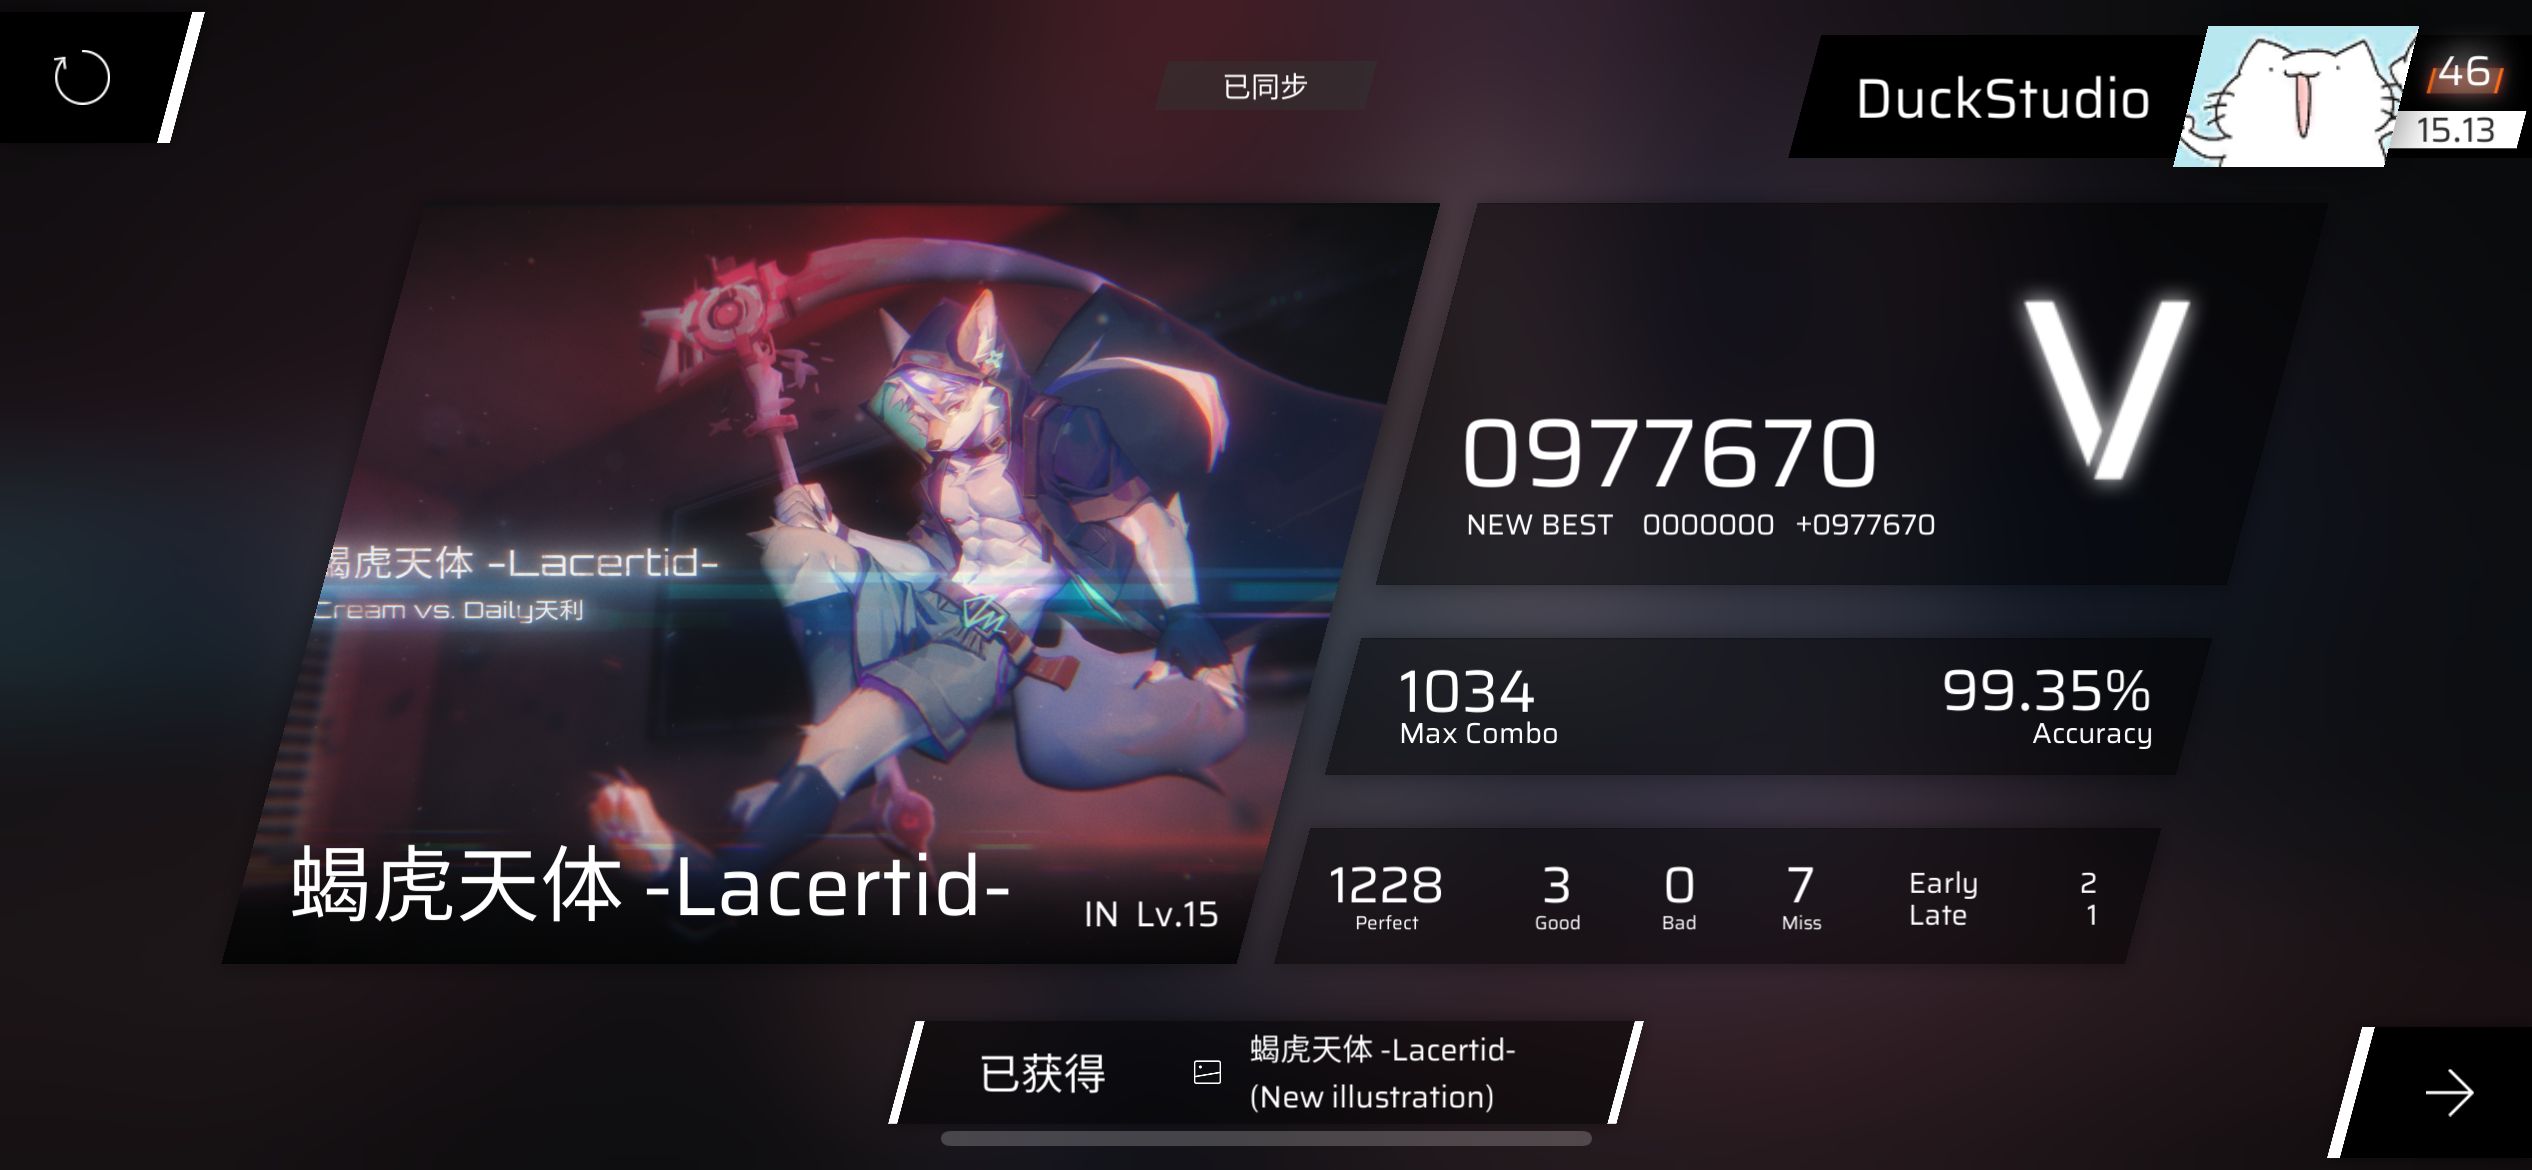 已同步
DuckStudio
46
15.13
蝎虎天体 -Lacertid-
Cream vs. Daily天利
蝎虎天体 -Lacertid-
IN Lv.15
V
0977670
NEW BEST 0000000 +0977670
1034
Max Combo
99.35%
Accuracy
1228 3 0 7
Perfect Good Bad Miss
Early 2
Late 1
已获得
蝎虎天体 -Lacertid-
(New illustration)